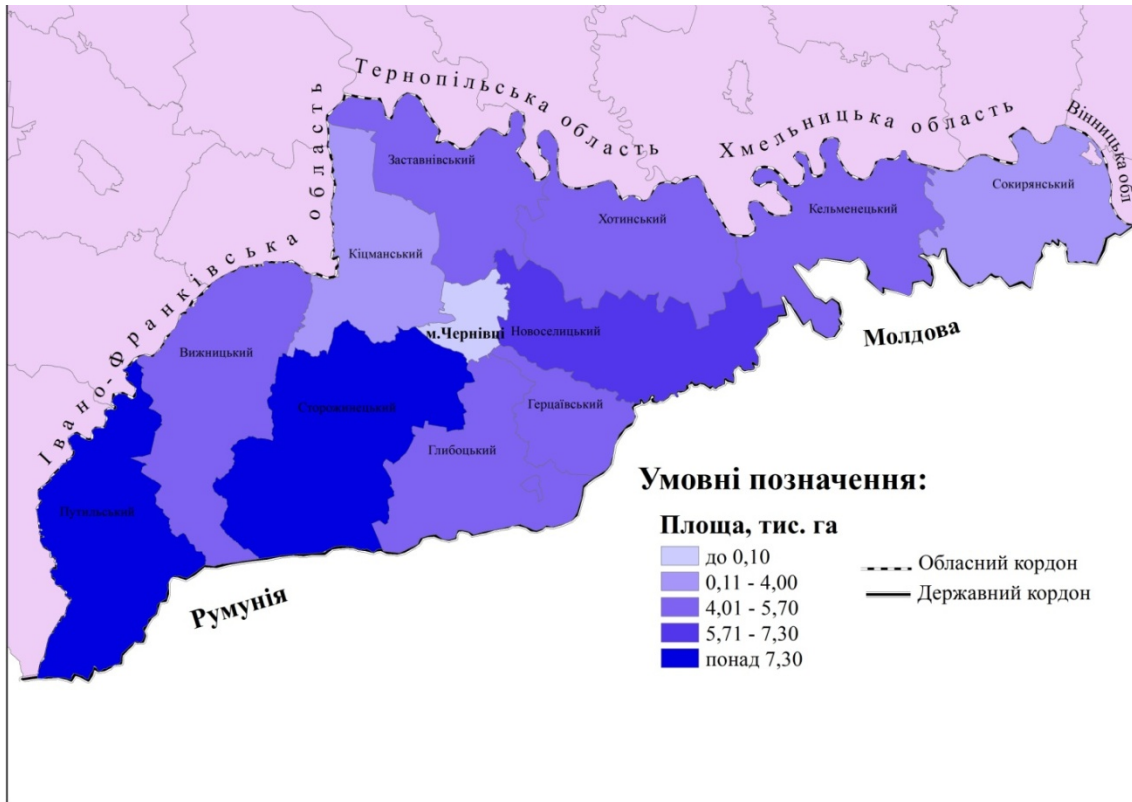 Тернопільська область
Хмельницька область
Вінницька обл
Івано-Франківська область
Заставнівський
Сокирянський
Кельменецький
Хотинський
Кіцманський
м.Чернівці
Новоселицький
Вижницький
Молдова
Сторожинецький
Герцаївський
Глибоцький
Путильський
Румунія
Умовні позначення:
Площа, тис. га
до 0,10
0,11 - 4,00
4,01 - 5,70
5,71 - 7,30
понад 7,30
Обласний кордон
Державний кордон